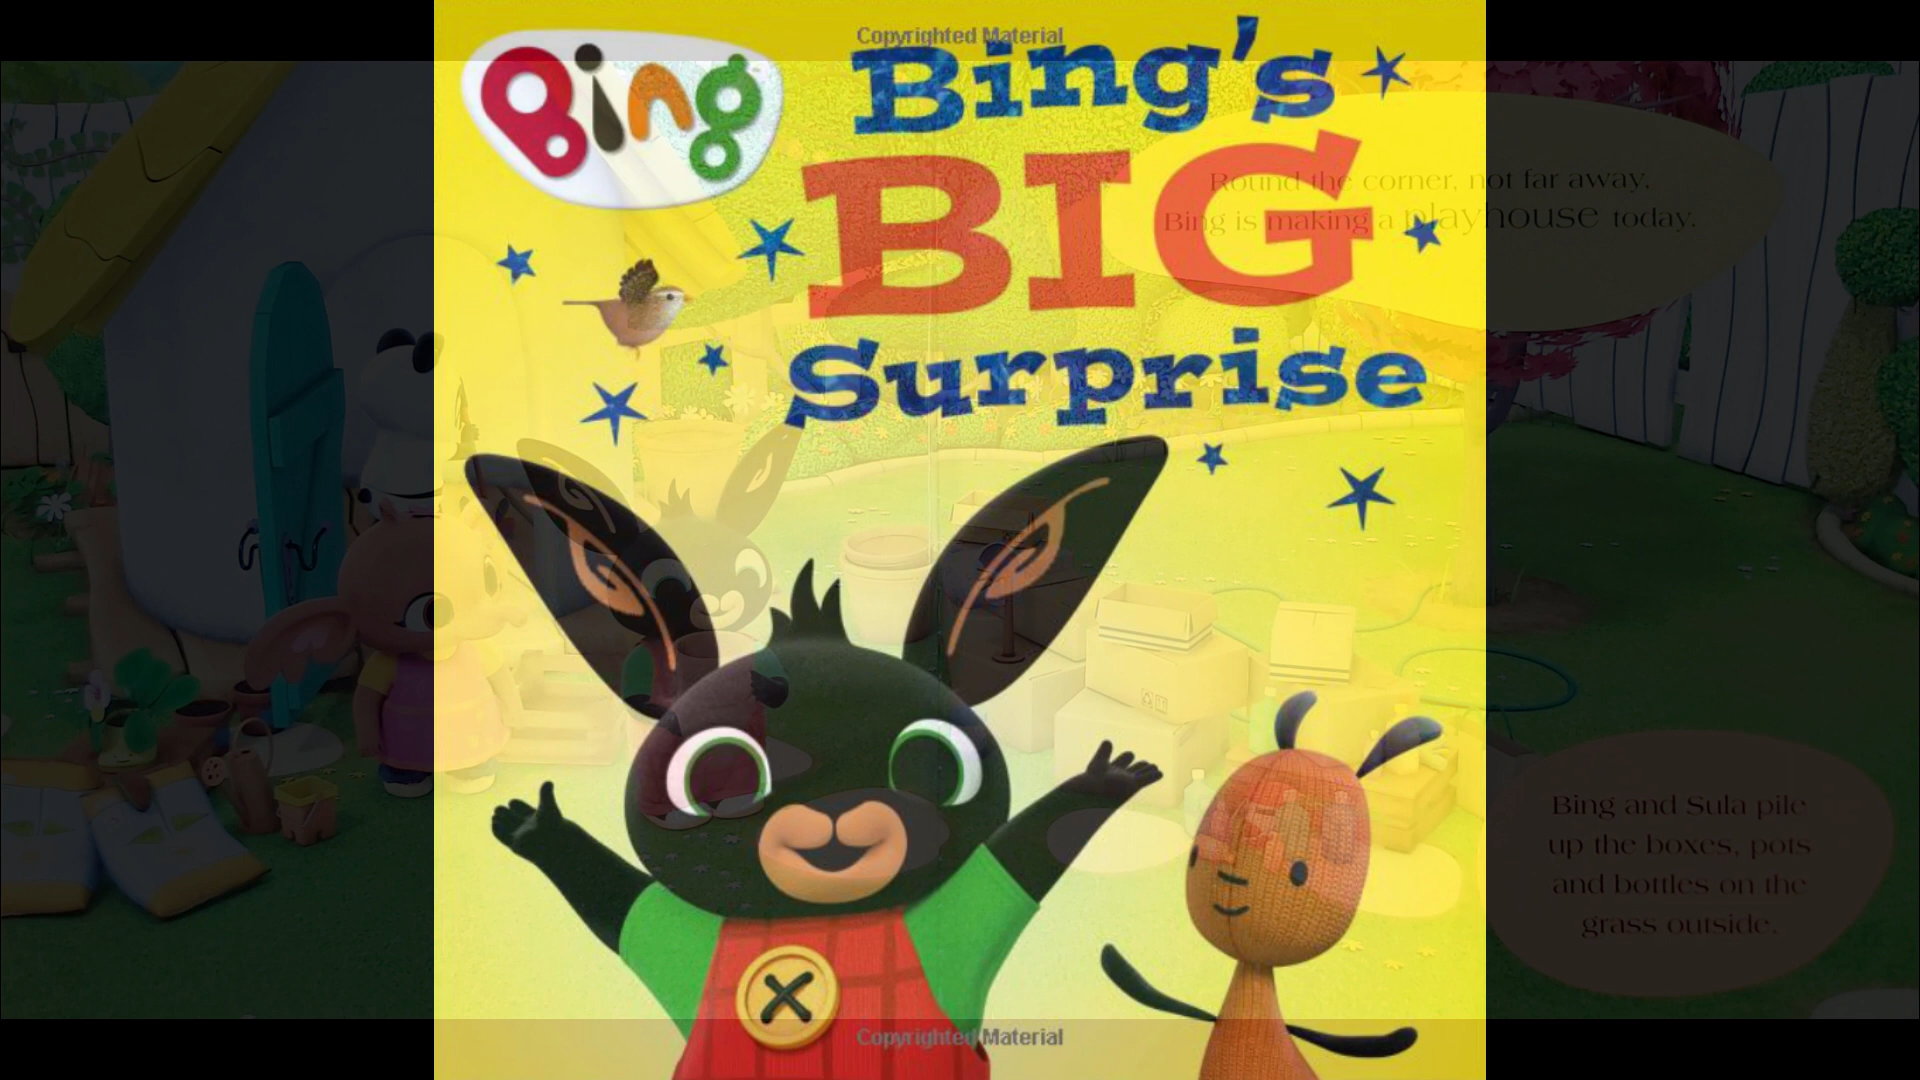 Copyrighted Material
Bing
Bing's
BIG
Surprise
Round the corner, not far away,
Bing is making a playhouse today.
Bing and Sula pile
up the boxes, pots
and bottles on the
grass outside.
Copyrighted Material